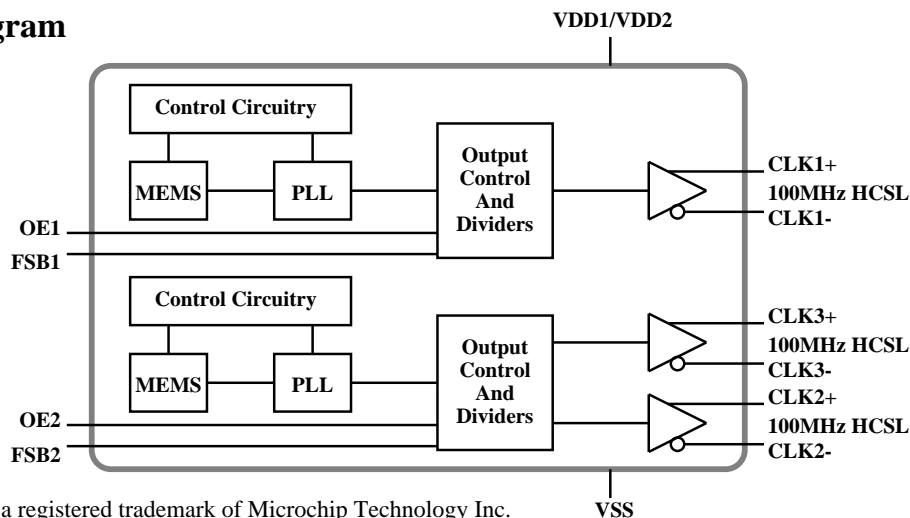 gram
VDD1/VDD2
Control Circuitry
MEMS
PLL
Output
Control
And
Dividers
CLK1+
100MHz HCSL
CLK1-
OE1
FSB1
Control Circuitry
MEMS
PLL
Output
Control
And
Dividers
CLK3+
100MHz HCSL
CLK3-
CLK2+
100MHz HCSL
CLK2-
OE2
FSB2
VSS
a registered trademark of Microchip Technology Inc.